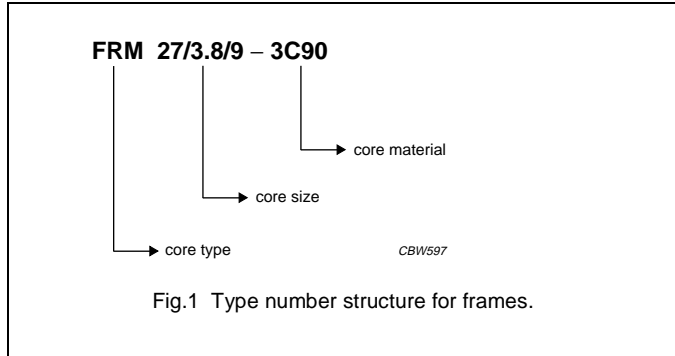 FRM 27/3.8/9 – 3C90
core material
core size
core type
CBW597
Fig.1 Type number structure for frames.